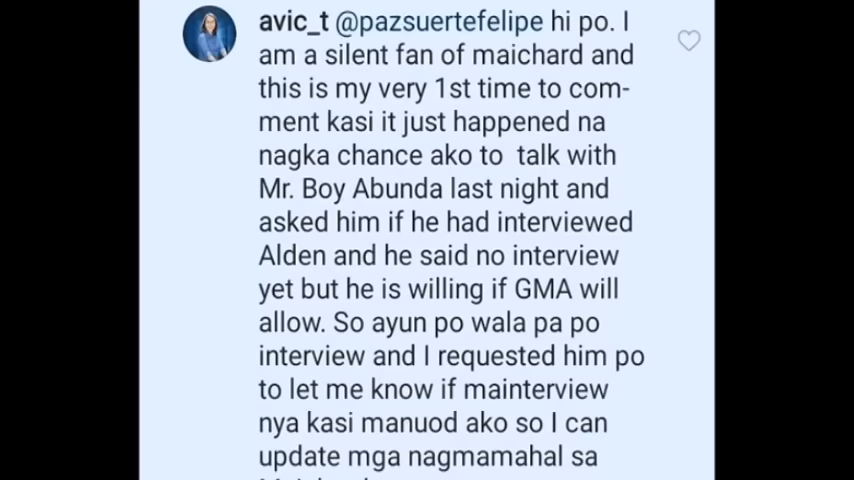 avic_t @pazsuertefelipe hi po. I
am a silent fan of maichard and
this is my very 1st time to com-
ment kasi it just happened na
nagka chance ako to talk with
Mr. Boy Abunda last night and
asked him if he had interviewed
Alden and he said no interview
yet but he is willing if GMA will
allow. So ayun po wala pa po
interview and I requested him po
to let me know if mainterview
nya kasi manuod ako so I can
update mga nagmamahal sa